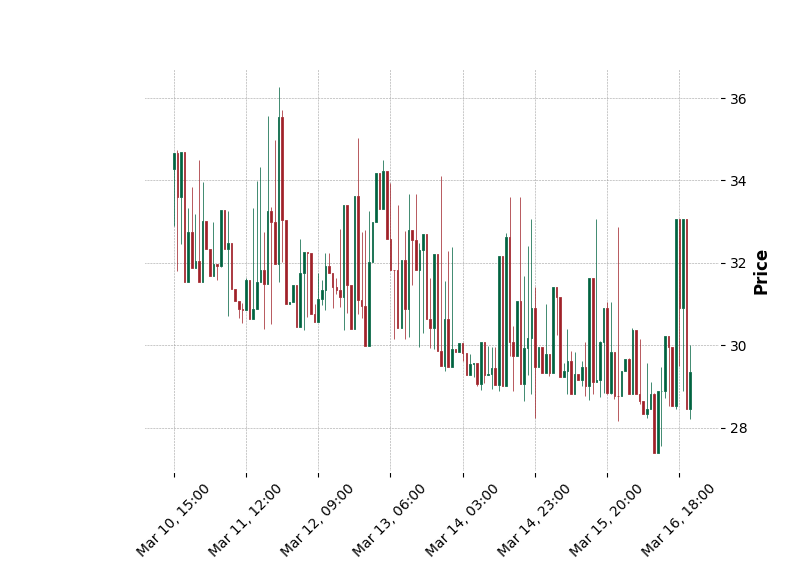 36
34
32
30
28
Price
Mar 10, 15:00
Mar 11, 12:00
Mar 12, 09:00
Mar 13, 06:00
Mar 14, 03:00
Mar 14, 23:00
Mar 15, 20:00
Mar 16, 18:00